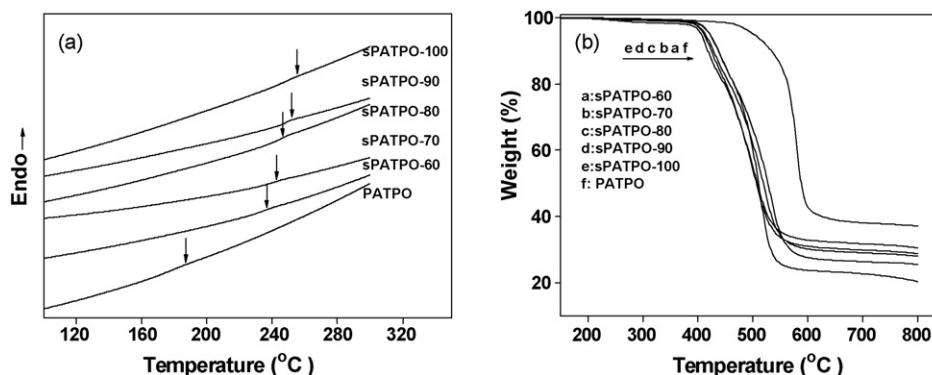 (a)
sPATPO-100
sPATPO-90
sPATPO-80
sPATPO-70
sPATPO-60
PATPO
Endo→
120 160 200 240 280 320
Temperature (°C)
(b)
e d c b a f
a:sPATPO-60
b:sPATPO-70
c:sPATPO-80
d:sPATPO-90
e:sPATPO-100
f: PATPO
Weight (%)
100
80
60
40
20
200 300 400 500 600 700 800
Temperature (°C)